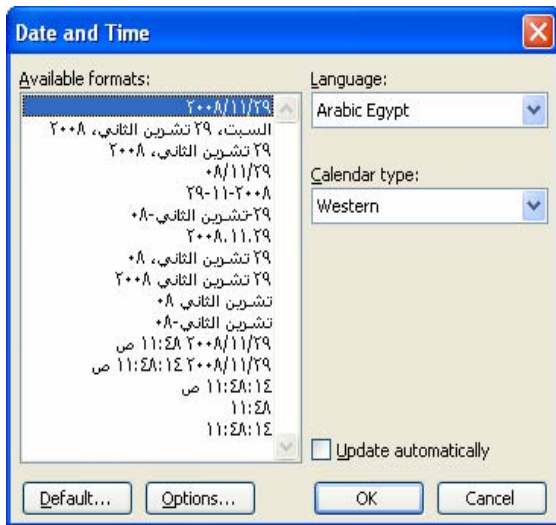 Date and Time
Available formats:
٢٠٠٨/١١/٢٩
السبت، ٢٩ تشرين الثاني، ٢٠٠٨
٢٩ تشرين الثاني، ٢٠٠٨
٠٨/١١/٢٩
٢٩-١١-٢٠٠٨
٢٩-تشرين الثاني-٠٨
٢٠٠٨.١١.٢٩
٢٩ تشرين الثاني، ٠٨
٢٩ تشرين الثاني ٢٠٠٨
تشرين الثاني ٠٨
تشرين الثاني-٠٨
٢٠٠٨/١١/٢٩ ١١:٤٨ ص
٢٠٠٨/١١/٢٩ ١١:٤٨:١٤ ص
١١:٤٨:١٤ ص
١١:٤٨
١١:٤٨:١٤
Language:
Arabic Egypt
Calendar type:
Western
Update automatically
Default...
Options...
OK
Cancel